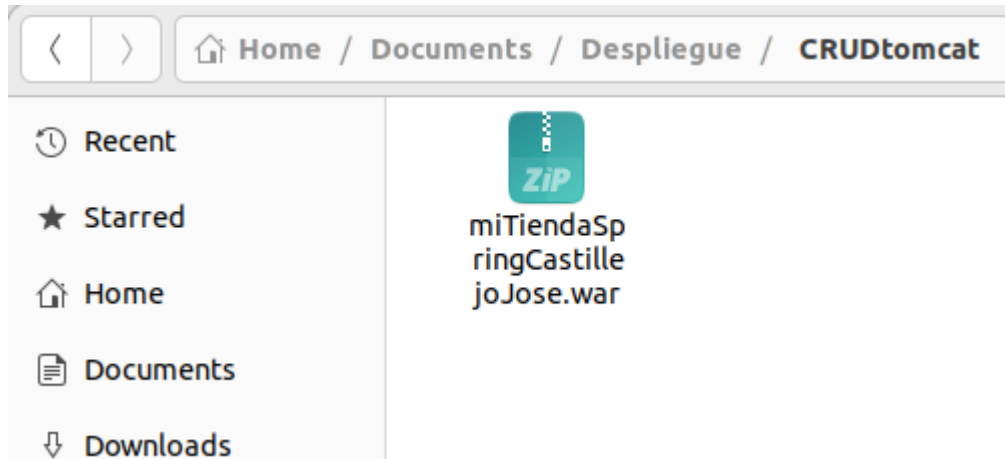 Home / Documents / Despliegue / CRUDtomcat
Recent
Starred
Home
Documents
Downloads
ZiP
miTiendaSp
ringCastille
joJose.war